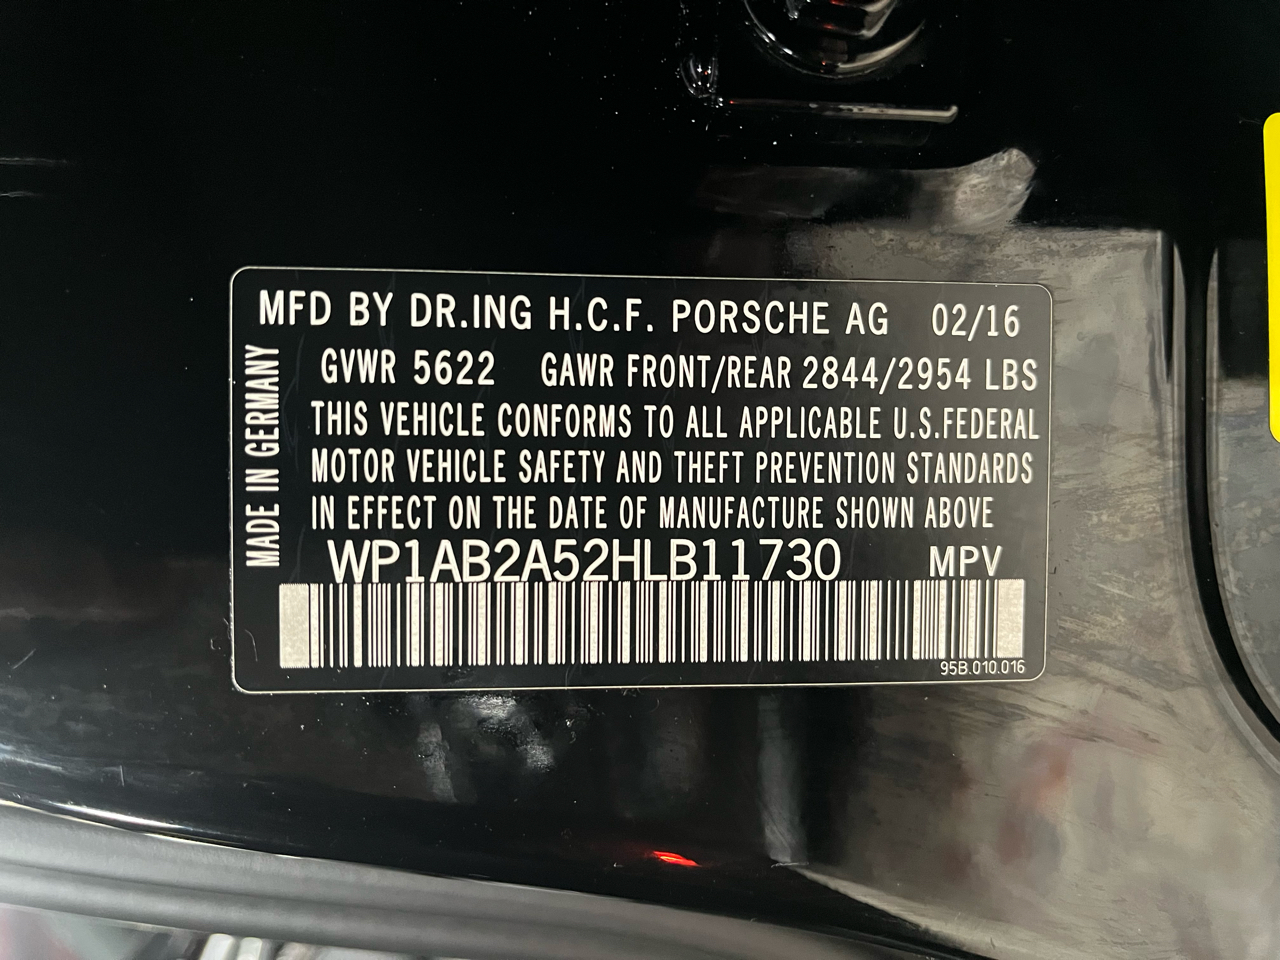 MFD BY DR.ING H.C.F. PORSCHE AG 02/16
GVWR 5622 GAWR FRONT/REAR 2844/2954 LBS
THIS VEHICLE CONFORMS TO ALL APPLICABLE U.S.FEDERAL
MOTOR VEHICLE SAFETY AND THEFT PREVENTION STANDARDS
IN EFFECT ON THE DATE OF MANUFACTURE SHOWN ABOVE
WP1AB2A52HLB11730 MPV
95B.010.016
MADE IN GERMANY